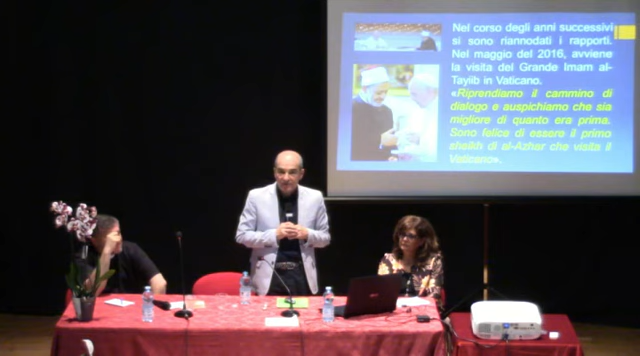 Nel corso degli anni successivi
si sono riannodati i rapporti.
Nel maggio del 2016, avviene
la visita del Grande Imam al-
Tayiib in Vaticano.
«Riprendiamo il cammino di
dialogo e auspichiamo che sia
migliore di quanto era prima.
Sono felice di essere il primo
shaikh di al-Azhar che visita il
Vaticano».